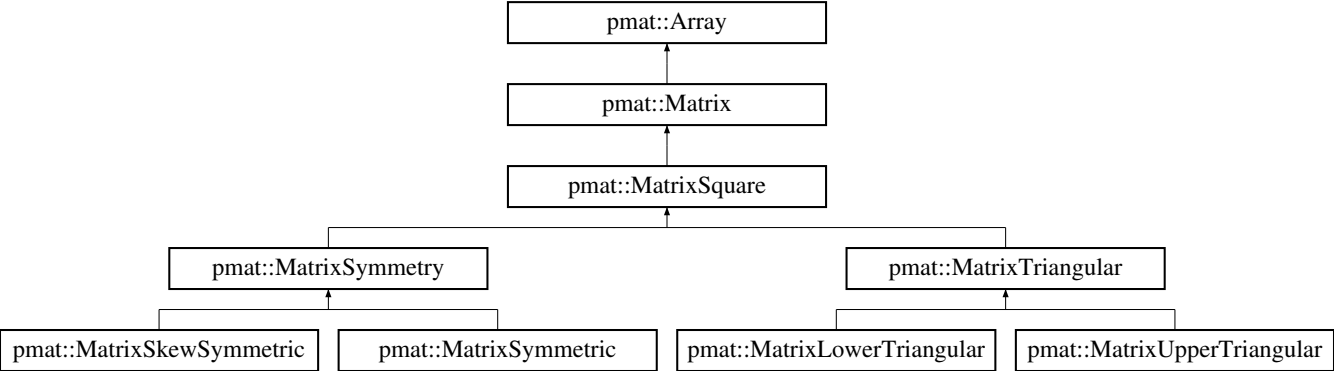 pmat::Array
pmat::Matrix
pmat::MatrixSquare
pmat::MatrixSymmetry
pmat::MatrixTriangular
pmat::MatrixSkewSymmetric
pmat::MatrixSymmetric
pmat::MatrixLowerTriangular
pmat::MatrixUpperTriangular